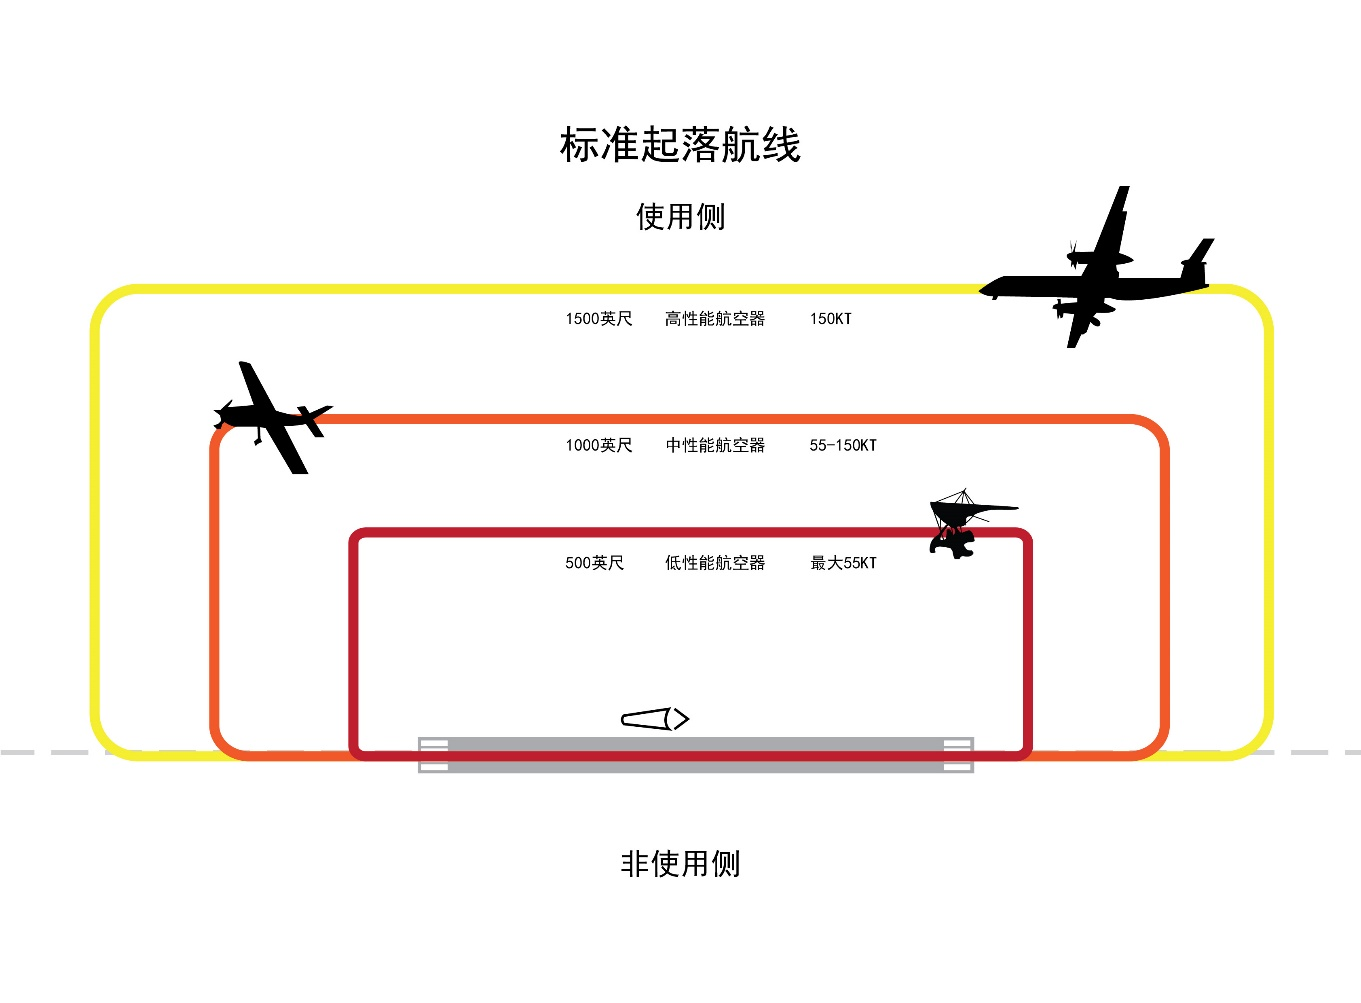 标准起落航线
使用侧
1500英尺 高性能航空器 150KT
1000英尺 中性能航空器 55-150KT
500英尺 低性能航空器 最大55KT
非使用侧